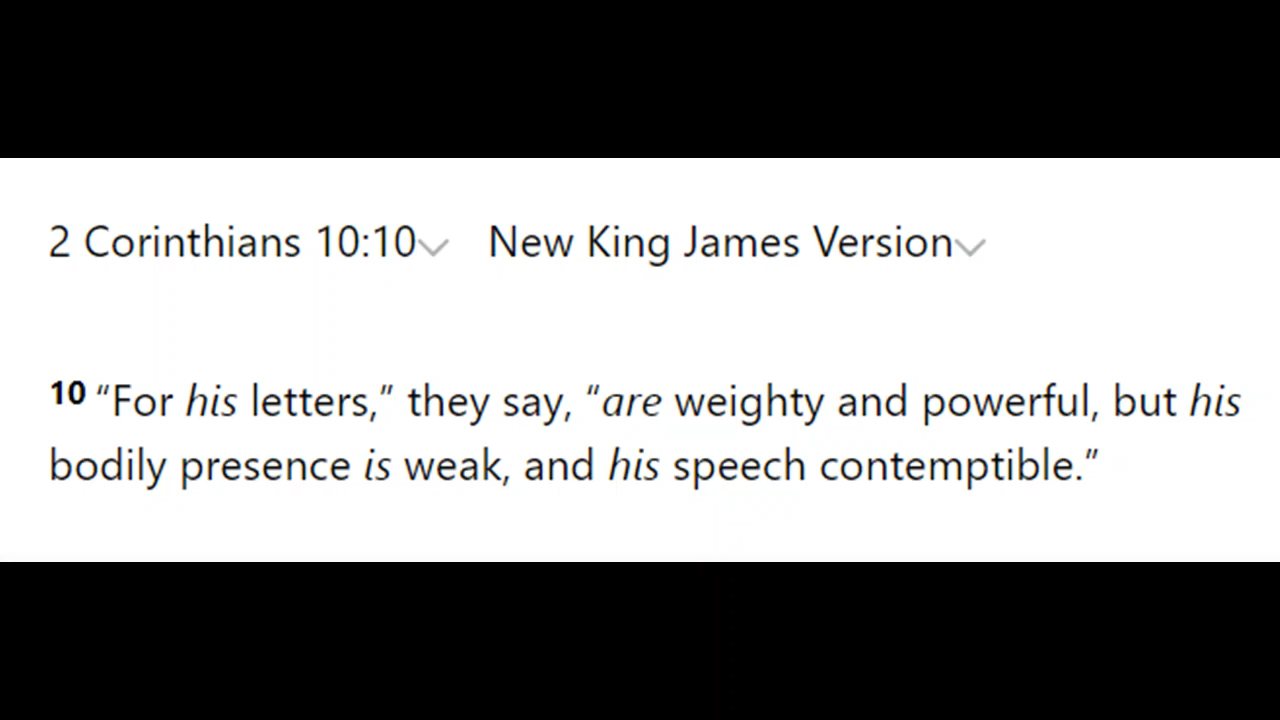 2 Corinthians 10:10 New King James Version
10 “For his letters,” they say, “are weighty and powerful, but his
bodily presence is weak, and his speech contemptible.”